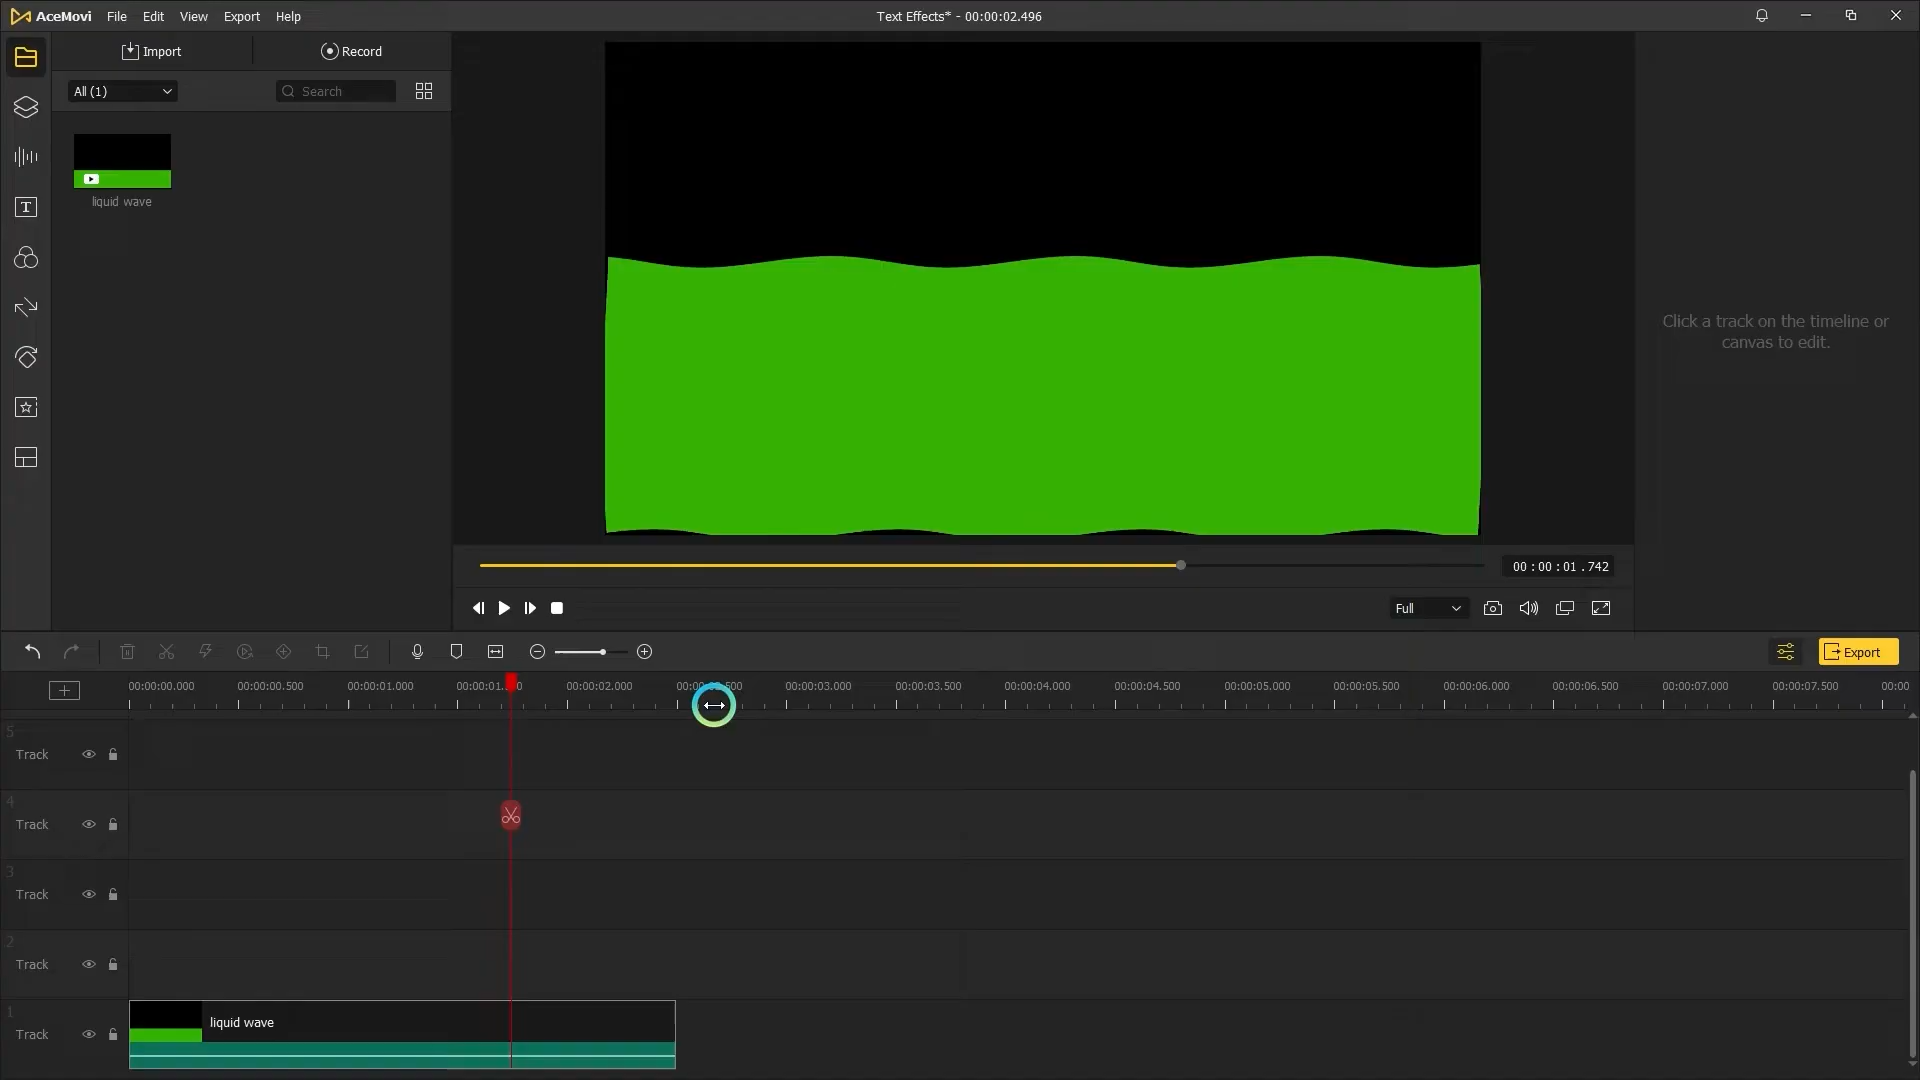 AceMovi File Edit View Export Help
Text Effects* - 00:00:02.496
Import Record
All (1) Search
liquid wave
Click a track on the timeline or
canvas to edit.
00 : 00 : 01 . 742
Full
Export
00:00:00.000 00:00:00.500 00:00:01.000 00:00:02.000 00:00:03.000 00:00:03.500 00:00:04.000 00:00:04.500 00:00:05.000 00:00:05.500 00:00:06.000 00:00:06.500 00:00:07.000 00:00:07.500
5
Track
4
Track
3
Track
2
Track
1
liquid wave
Track